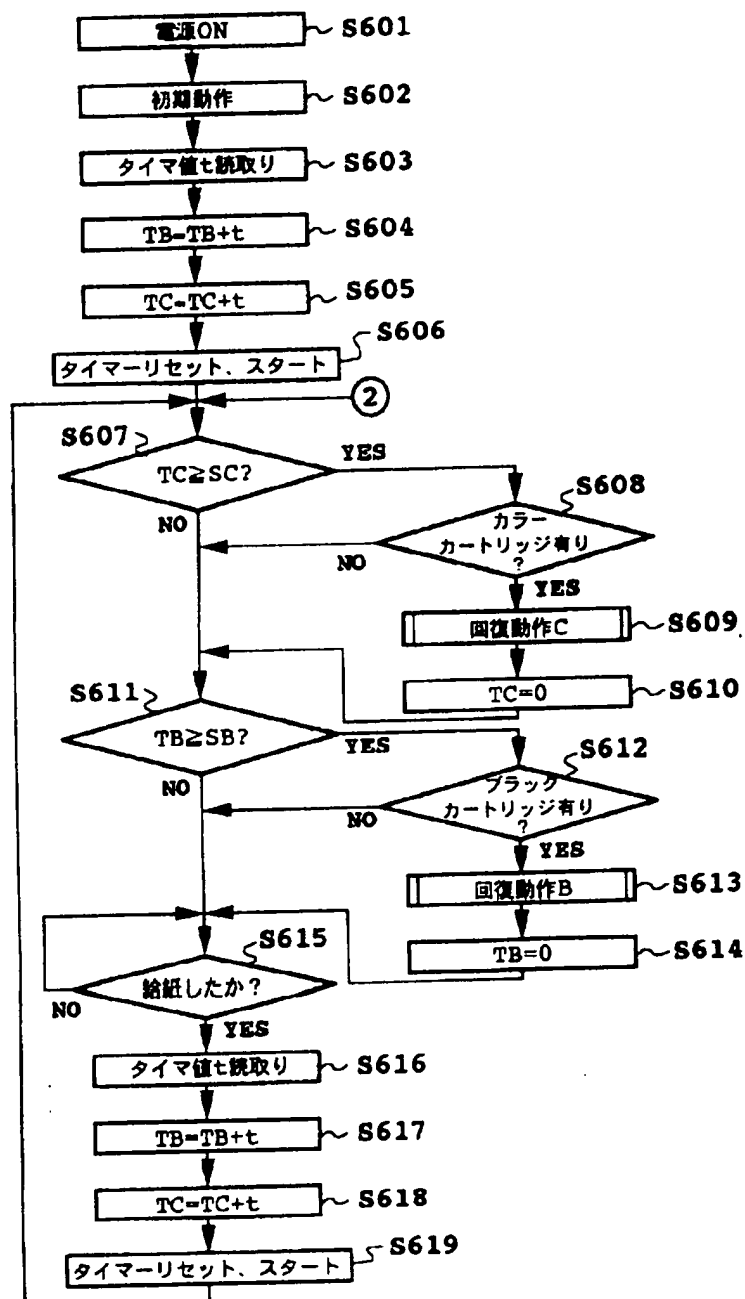 電源ON
S601
初期動作
S602
タイマ値t読取り
S603
TB=TB+t
S604
TC=TC+t
S605
S606
タイマーリセット、スタート
2
S607
TC≧SC?
YES
NO
S608
カラー
カートリッジ有り
?
NO
YES
回復動作C
S609
TC=0
S610
S611
TB≧SB?
YES
NO
S612
ブラック
カートリッジ有り
?
NO
YES
回復動作B
S613
TB=0
S614
S615
給紙したか?
NO
YES
タイマ値t読取り
S616
TB=TB+t
S617
TC=TC+t
S618
S619
タイマーリセット、スタート